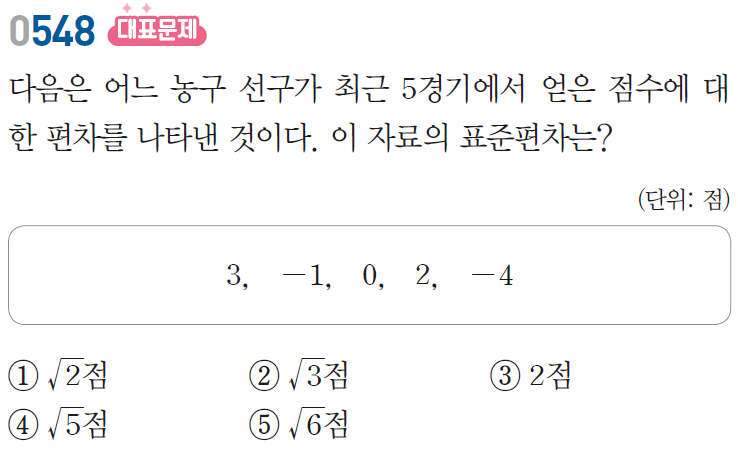 0548 대표문제
다음은 어느 농구 선구가 최근 5경기에서 얻은 점수에 대
한 편차를 나타낸 것이다. 이 자료의 표준편차는?
(단위: 점)
3, -1, 0, 2, -4
① √2점 ② √3점 ③ 2점
④ √5점 ⑤ √6점